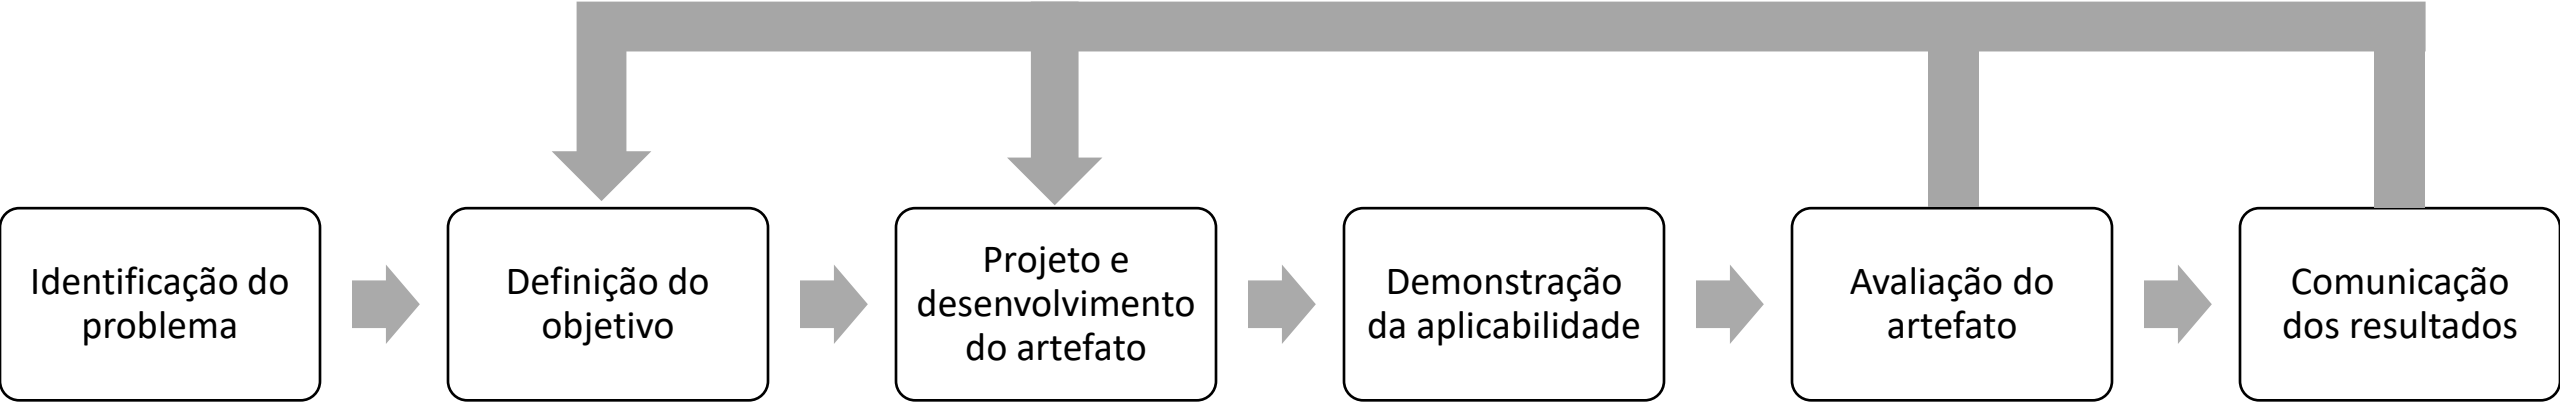 Identificação do
problema
Definição do
objetivo
Projeto e
desenvolvimento
do artefato
Demonstração
da aplicabilidade
Avaliação do
artefato
Comunicação
dos resultados